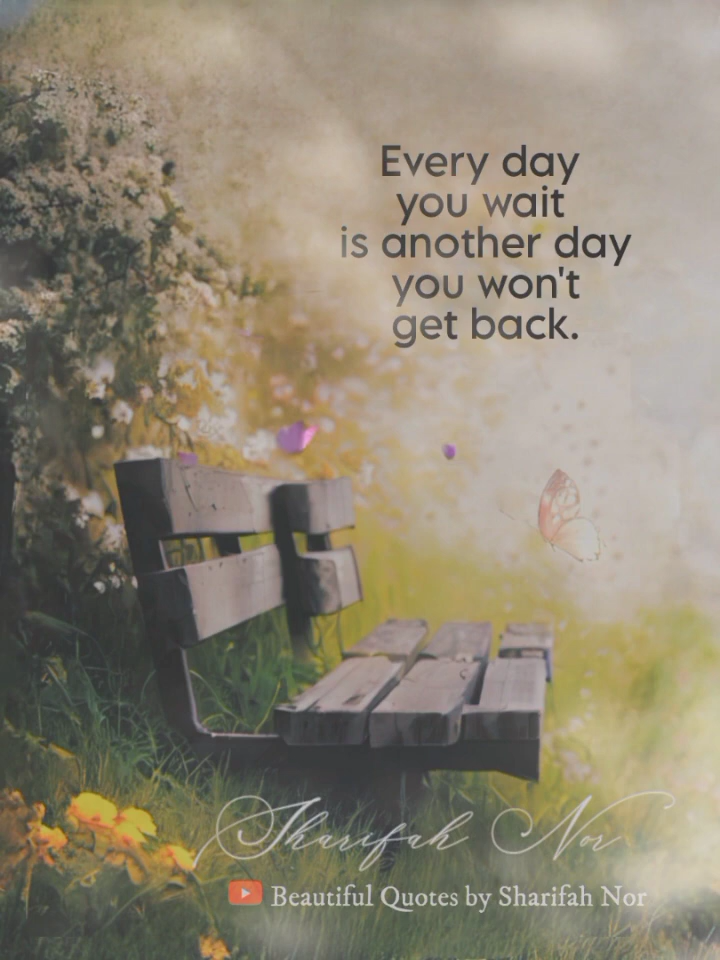 Every day
you wait
is another day
you won't
get back.
Sharifah Nor
Beautiful Quotes by Sharifah Nor